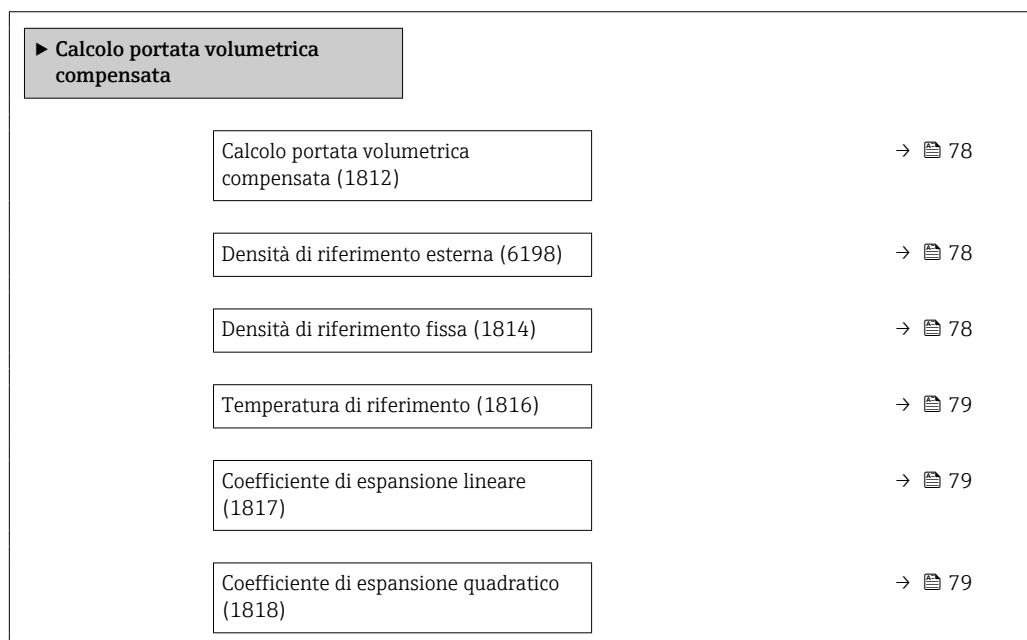 ▶ Calcolo portata volumetrica
compensata
Calcolo portata volumetrica
compensata (1812)
→ 78
Densità di riferimento esterna (6198)
→ 78
Densità di riferimento fissa (1814)
→ 78
Temperatura di riferimento (1816)
→ 79
Coefficiente di espansione lineare
(1817)
→ 79
Coefficiente di espansione quadratico
(1818)
→ 79